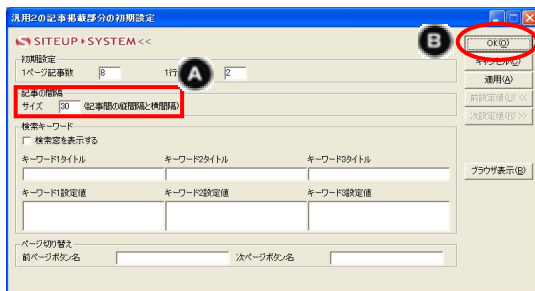 汎用2の記事掲載部分の初期設定
SITEUP▸SYSTEM<<
B
OK(O)
キャンセル(C)
初期設定
1ページ記事数 8 1行 2
A
適用(A)
記事の間隔
サイズ 30 (記事間の縦間隔と横間隔)
前設定値(U) <<
次設定値(R) >>
検索キーワード
検索窓を表示する
キーワード1タイトル キーワード2タイトル キーワード3タイトル
ブラウザ表示(B)
キーワード1設定値 キーワード2設定値 キーワード3設定値
ページ切り替え
前ページボタン名 次ページボタン名